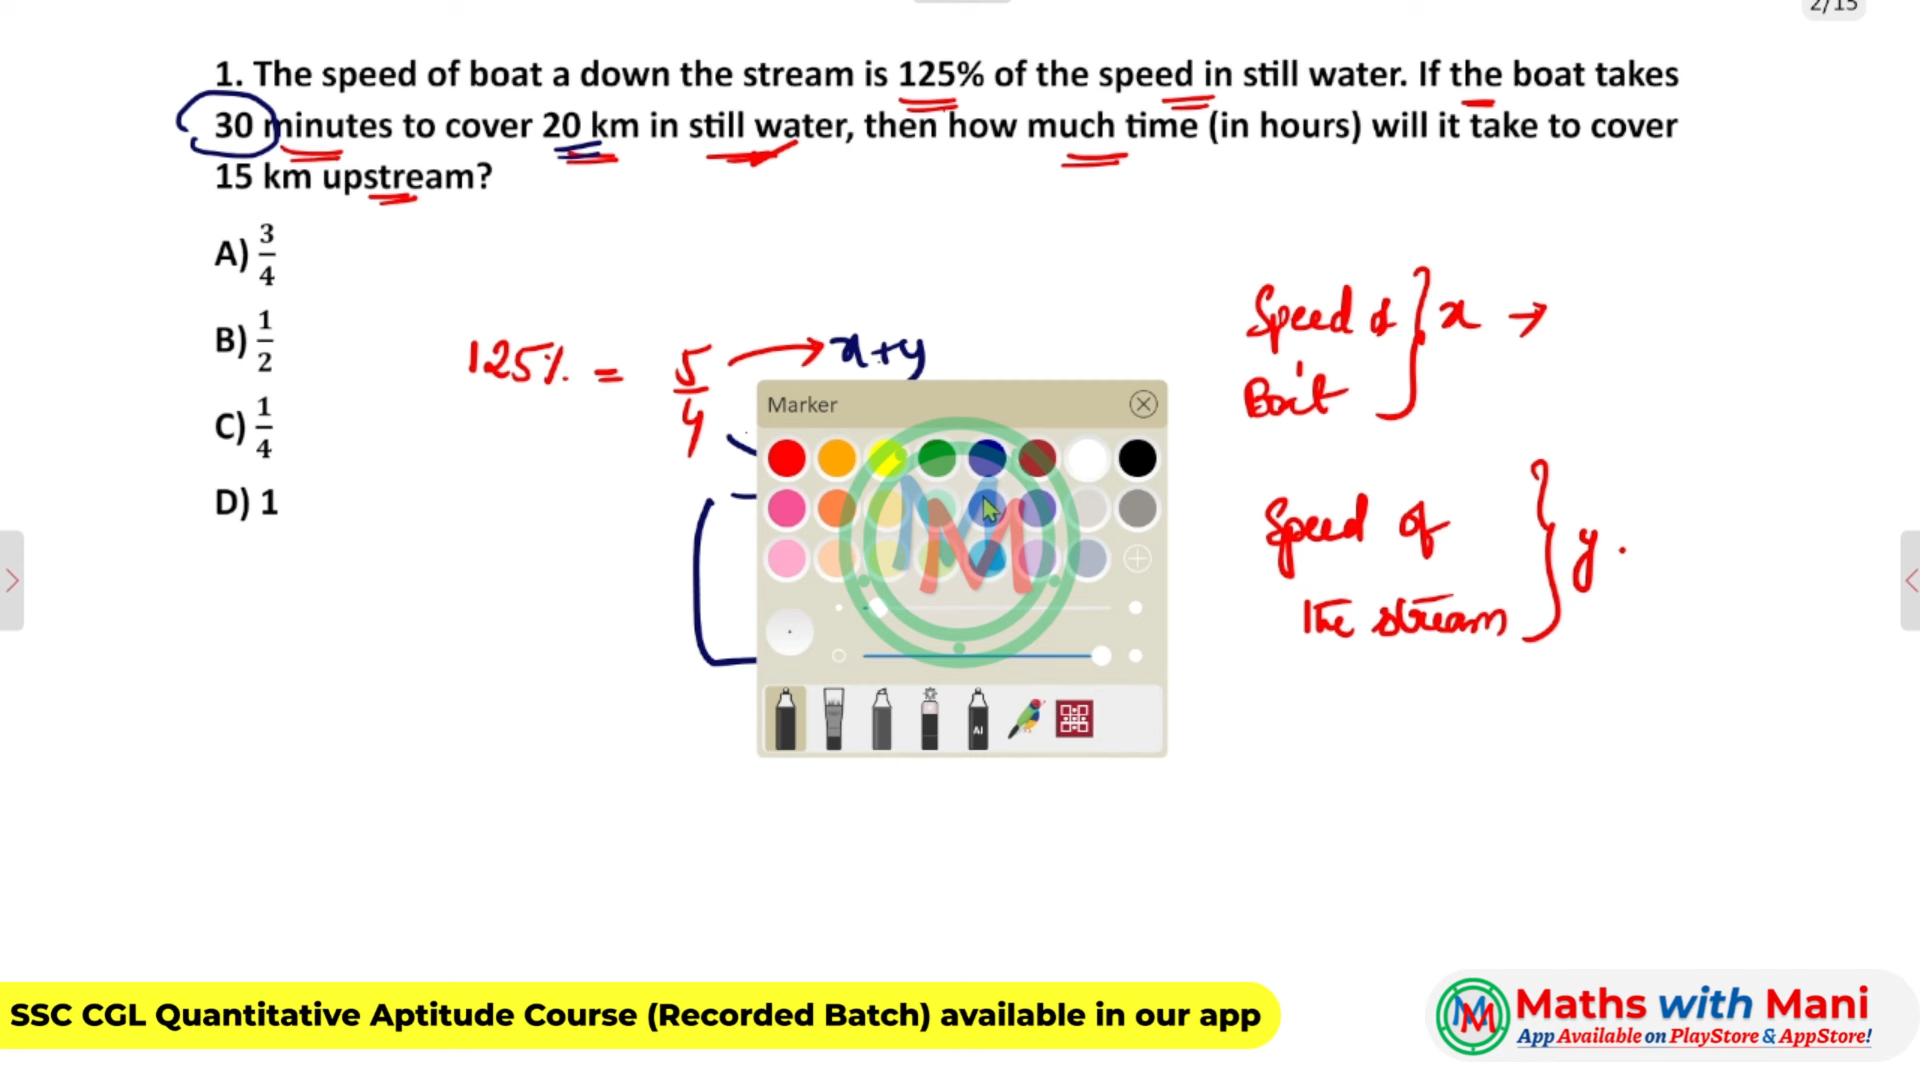 2/15
1. The speed of boat a down the stream is 125% of the speed in still water. If the boat takes
30 minutes to cover 20 km in still water, then how much time (in hours) will it take to cover
15 km upstream?
A) 3/4
B) 1/2
C) 1/4
D) 1
125% = 5/4 → x+y
Speed of Boat } x →
Speed of the stream } y.
Marker
AI
MM
SSC CGL Quantitative Aptitude Course (Recorded Batch) available in our app
MM
Maths with Mani
App Available on PlayStore & AppStore!